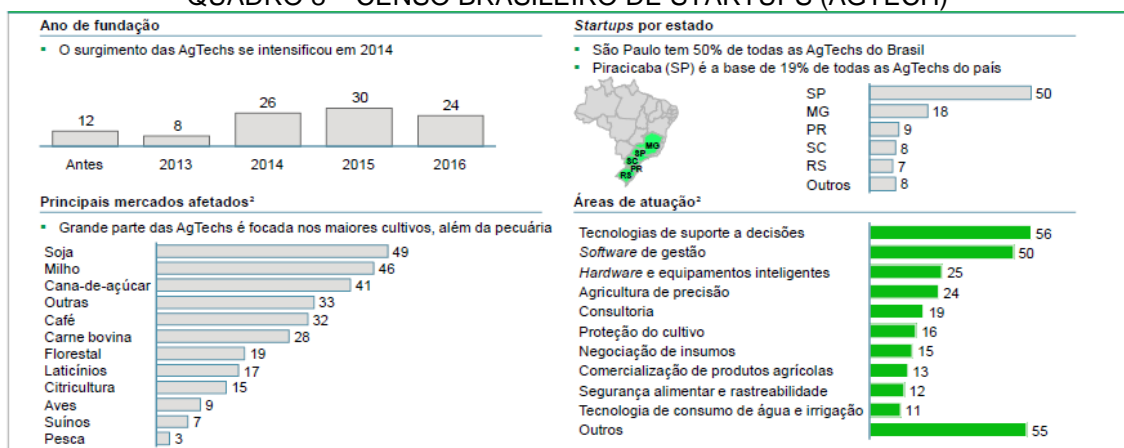 QUADRO 8 – CENSO BRASILEIRO DE STARTUPS (AGTECH)
Ano de fundação
▪ O surgimento das AgTechs se intensificou em 2014
12 8 26 30 24
Antes 2013 2014 2015 2016
Startups por estado
▪ São Paulo tem 50% de todas as AgTechs do Brasil
▪ Piracicaba (SP) é a base de 19% de todas as AgTechs do país
MG
SP
SC
PR
RS
SP 50
MG 18
PR 9
SC 8
RS 7
Outros 8
Principais mercados afetados²
▪ Grande parte das AgTechs é focada nos maiores cultivos, além da pecuária
Soja 49
Milho 46
Cana-de-açúcar 41
Outras 33
Café 32
Carne bovina 28
Florestal 19
Laticínios 17
Citricultura 15
Aves 9
Suínos 7
Pesca 3
Áreas de atuação²
Tecnologias de suporte a decisões 56
Software de gestão 50
Hardware e equipamentos inteligentes 25
Agricultura de precisão 24
Consultoria 19
Proteção do cultivo 16
Negociação de insumos 15
Comercialização de produtos agrícolas 13
Segurança alimentar e rastreabilidade 12
Tecnologia de consumo de água e irrigação 11
Outros 55